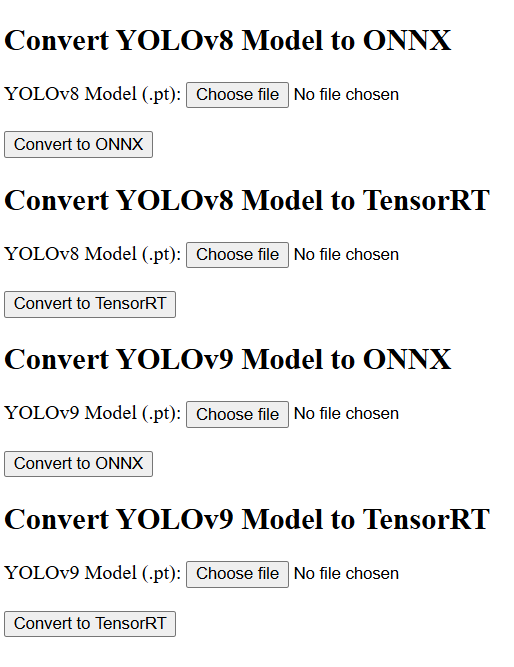 Convert YOLOv8 Model to ONNX
YOLOv8 Model (.pt): Choose file No file chosen
Convert to ONNX
Convert YOLOv8 Model to TensorRT
YOLOv8 Model (.pt): Choose file No file chosen
Convert to TensorRT
Convert YOLOv9 Model to ONNX
YOLOv9 Model (.pt): Choose file No file chosen
Convert to ONNX
Convert YOLOv9 Model to TensorRT
YOLOv9 Model (.pt): Choose file No file chosen
Convert to TensorRT